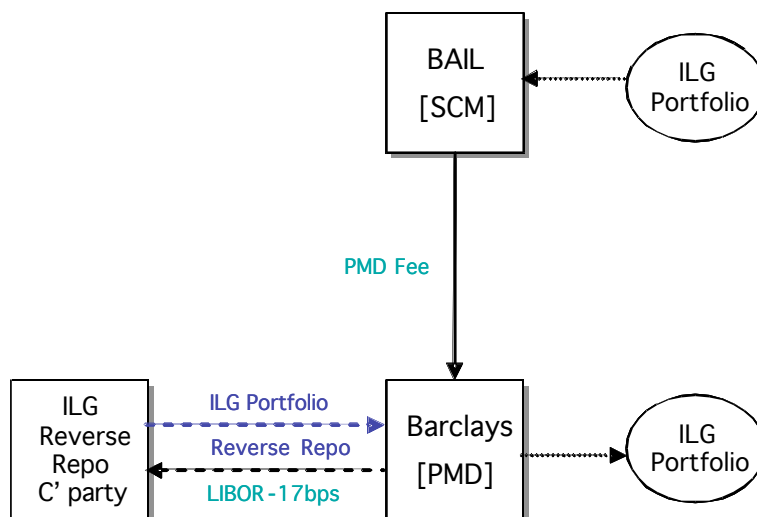 BAIL
[SCM]
ILG
Portfolio
PMD Fee
ILG
Reverse
Repo
C' party
ILG Portfolio
Reverse Repo
LIBOR-17bps
Barclays
[PMD]
ILG
Portfolio